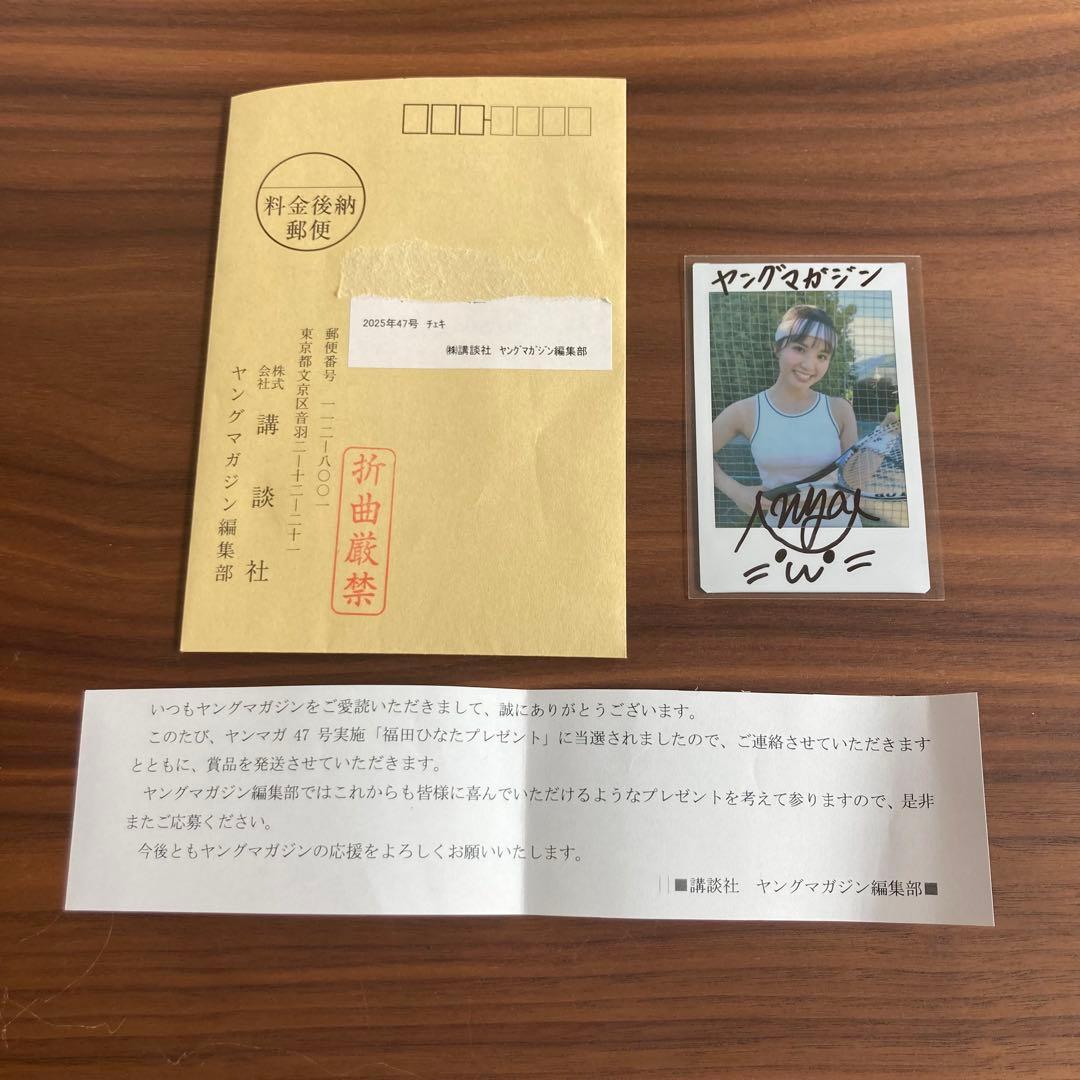 料金後納
郵便
2025年47号 ﾁｪｷ
㈱講談社 ﾔﾝｸﾞﾏｶﾞｼﾞﾝ編集部
郵便番号 一一二―八〇〇一
東京都文京区音羽二―十二―二十一
株式会社 講談社
ヤングマガジン編集部
折曲厳禁
ヤングマガジン
いつもヤングマガジンをご愛読いただきまして、誠にありがとうございます。
このたび、ヤンマガ 47 号実施「福田ひなたプレゼント」に当選されましたので、ご連絡させていただきます
とともに、賞品を発送させていただきます。
ヤングマガジン編集部ではこれからも皆様に喜んでいただけるようなプレゼントを考えて参りますので、是非
またご応募ください。
今後ともヤングマガジンの応援をよろしくお願いいたします。
■講談社 ヤングマガジン編集部■